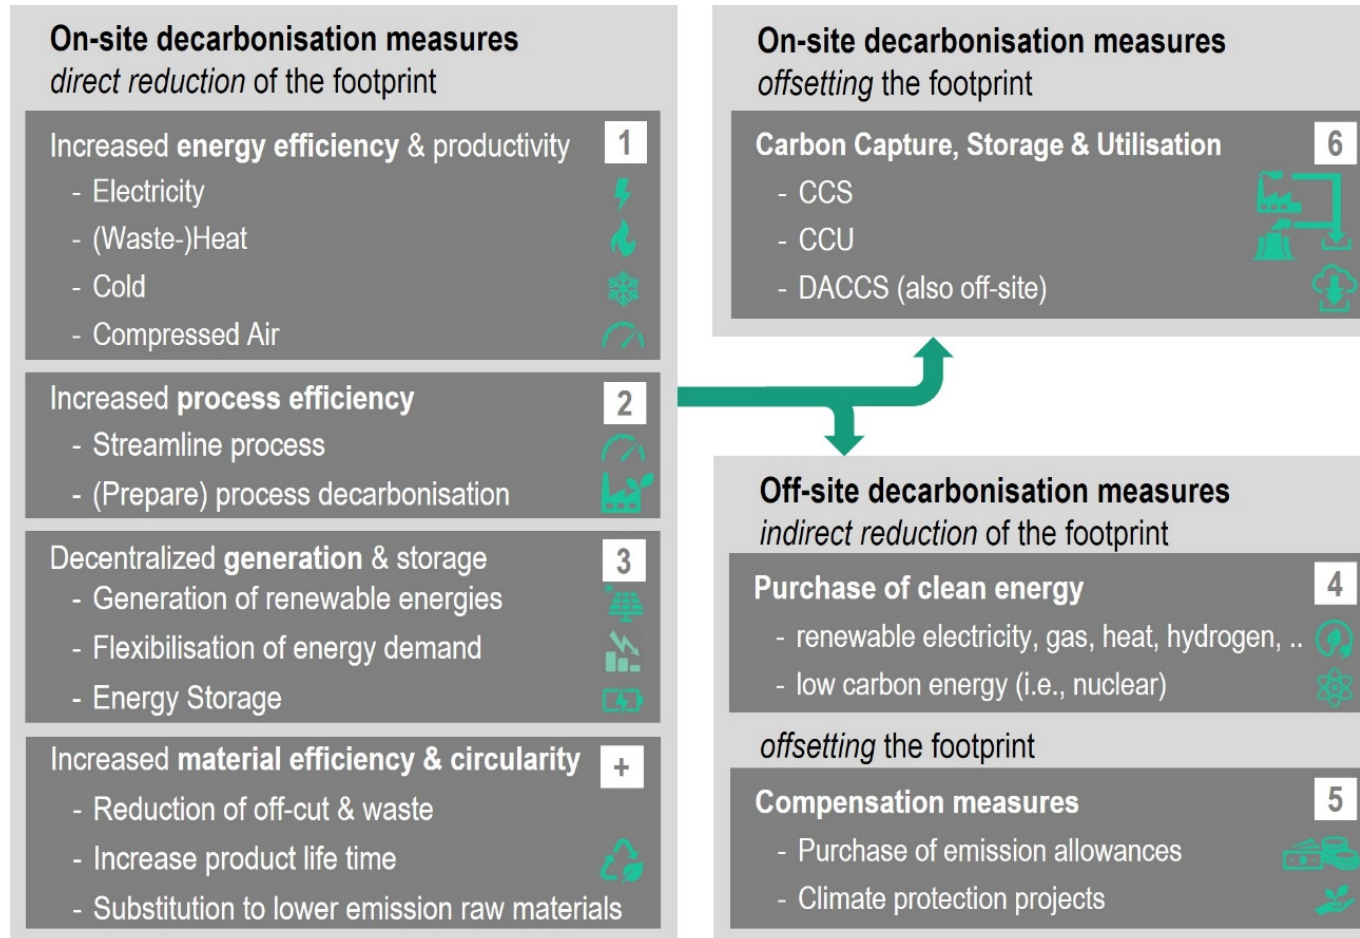 On-site decarbonisation measures
direct reduction of the footprint
Increased energy efficiency & productivity 1
- Electricity
- (Waste-)Heat
- Cold
- Compressed Air
Increased process efficiency 2
- Streamline process
- (Prepare) process decarbonisation
Decentralized generation & storage 3
- Generation of renewable energies
- Flexibilisation of energy demand
- Energy Storage
Increased material efficiency & circularity +
- Reduction of off-cut & waste
- Increase product life time
- Substitution to lower emission raw materials
On-site decarbonisation measures
offsetting the footprint
Carbon Capture, Storage & Utilisation 6
- CCS
- CCU
- DACCS (also off-site)
Off-site decarbonisation measures
indirect reduction of the footprint
Purchase of clean energy 4
- renewable electricity, gas, heat, hydrogen, ..
- low carbon energy (i.e., nuclear)
offsetting the footprint
Compensation measures 5
- Purchase of emission allowances
- Climate protection projects